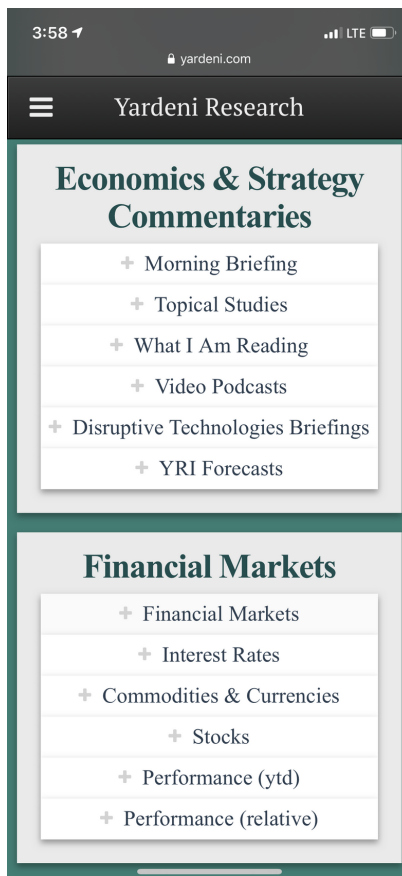 3:58
LTE
yardeni.com
Yardeni Research
Economics & Strategy
Commentaries
Morning Briefing
Topical Studies
What I Am Reading
Video Podcasts
Disruptive Technologies Briefings
YRI Forecasts
Financial Markets
Financial Markets
Interest Rates
Commodities & Currencies
Stocks
Performance (ytd)
Performance (relative)